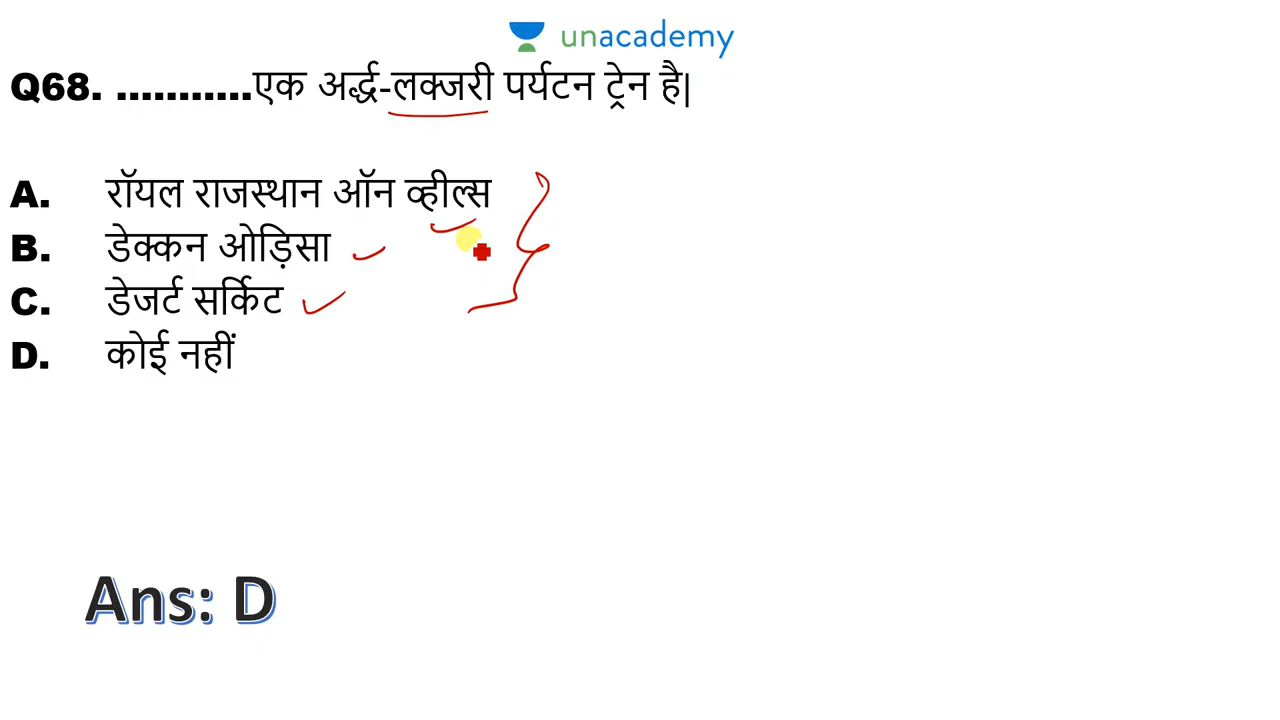 unacademy
Q68. ...........एक अर्द्ध-लक्जरी पर्यटन ट्रेन है|
A. रॉयल राजस्थान ऑन व्हील्स
B. डेक्कन ओड़िसा
C. डेजर्ट सर्किट
D. कोई नहीं
Ans: D